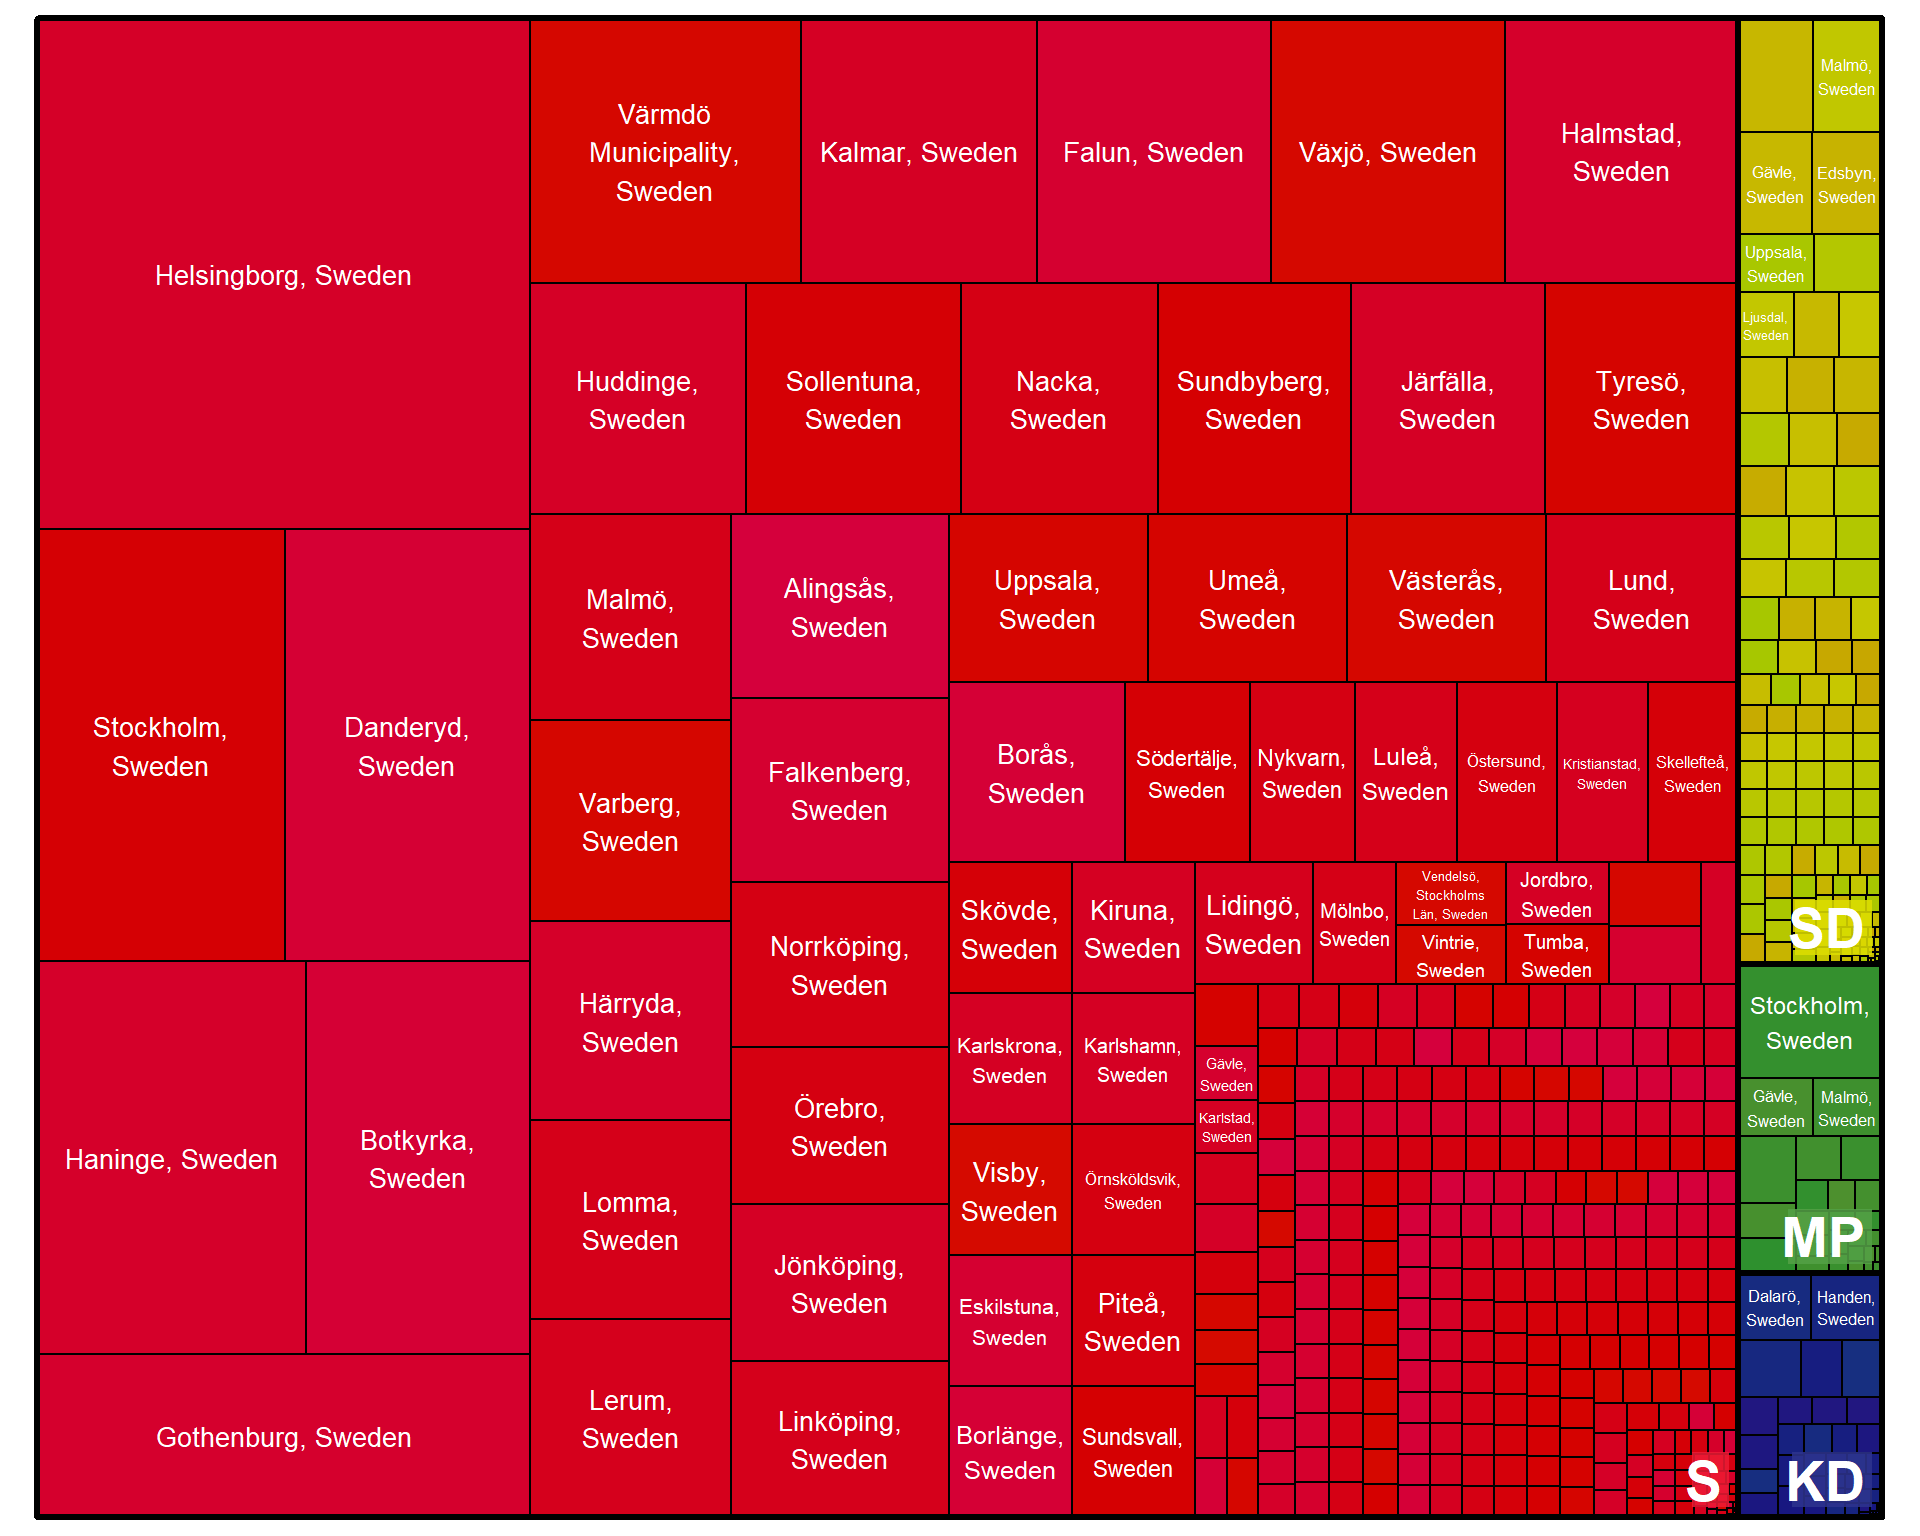 Helsingborg, Sweden
Stockholm,
Sweden
Danderyd,
Sweden
Haninge, Sweden
Botkyrka,
Sweden
Gothenburg, Sweden
Värmdö
Municipality,
Sweden
Kalmar, Sweden
Falun, Sweden
Växjö, Sweden
Halmstad,
Sweden
Huddinge,
Sweden
Sollentuna,
Sweden
Nacka,
Sweden
Sundbyberg,
Sweden
Järfälla,
Sweden
Tyresö,
Sweden
Malmö,
Sweden
Varberg,
Sweden
Härryda,
Sweden
Lomma,
Sweden
Lerum,
Sweden
Alingsås,
Sweden
Falkenberg,
Sweden
Norrköping,
Sweden
Örebro,
Sweden
Jönköping,
Sweden
Linköping,
Sweden
Uppsala,
Sweden
Umeå,
Sweden
Västerås,
Sweden
Lund,
Sweden
Borås,
Sweden
Södertälje,
Sweden
Nykvarn,
Sweden
Luleå,
Sweden
Östersund,
Sweden
Kristianstad,
Sweden
Skellefteå,
Sweden
Skövde,
Sweden
Kiruna,
Sweden
Karlskrona,
Sweden
Karlshamn,
Sweden
Visby,
Sweden
Örnsköldsvik,
Sweden
Eskilstuna,
Sweden
Piteå,
Sweden
Borlänge,
Sweden
Sundsvall,
Sweden
Lidingö,
Sweden
Mölnbo,
Sweden
Vendelsö,
Stockholms
Län, Sweden
Jordbro,
Sweden
Vintrie,
Sweden
Tumba,
Sweden
Gävle,
Sweden
Karlstad,
Sweden
S
Malmö,
Sweden
Gävle,
Sweden
Edsbyn,
Sweden
Uppsala,
Sweden
Ljusdal,
Sweden
SD
Stockholm,
Sweden
Gävle,
Sweden
Malmö,
Sweden
MP
Dalarö,
Sweden
Handen,
Sweden
KD